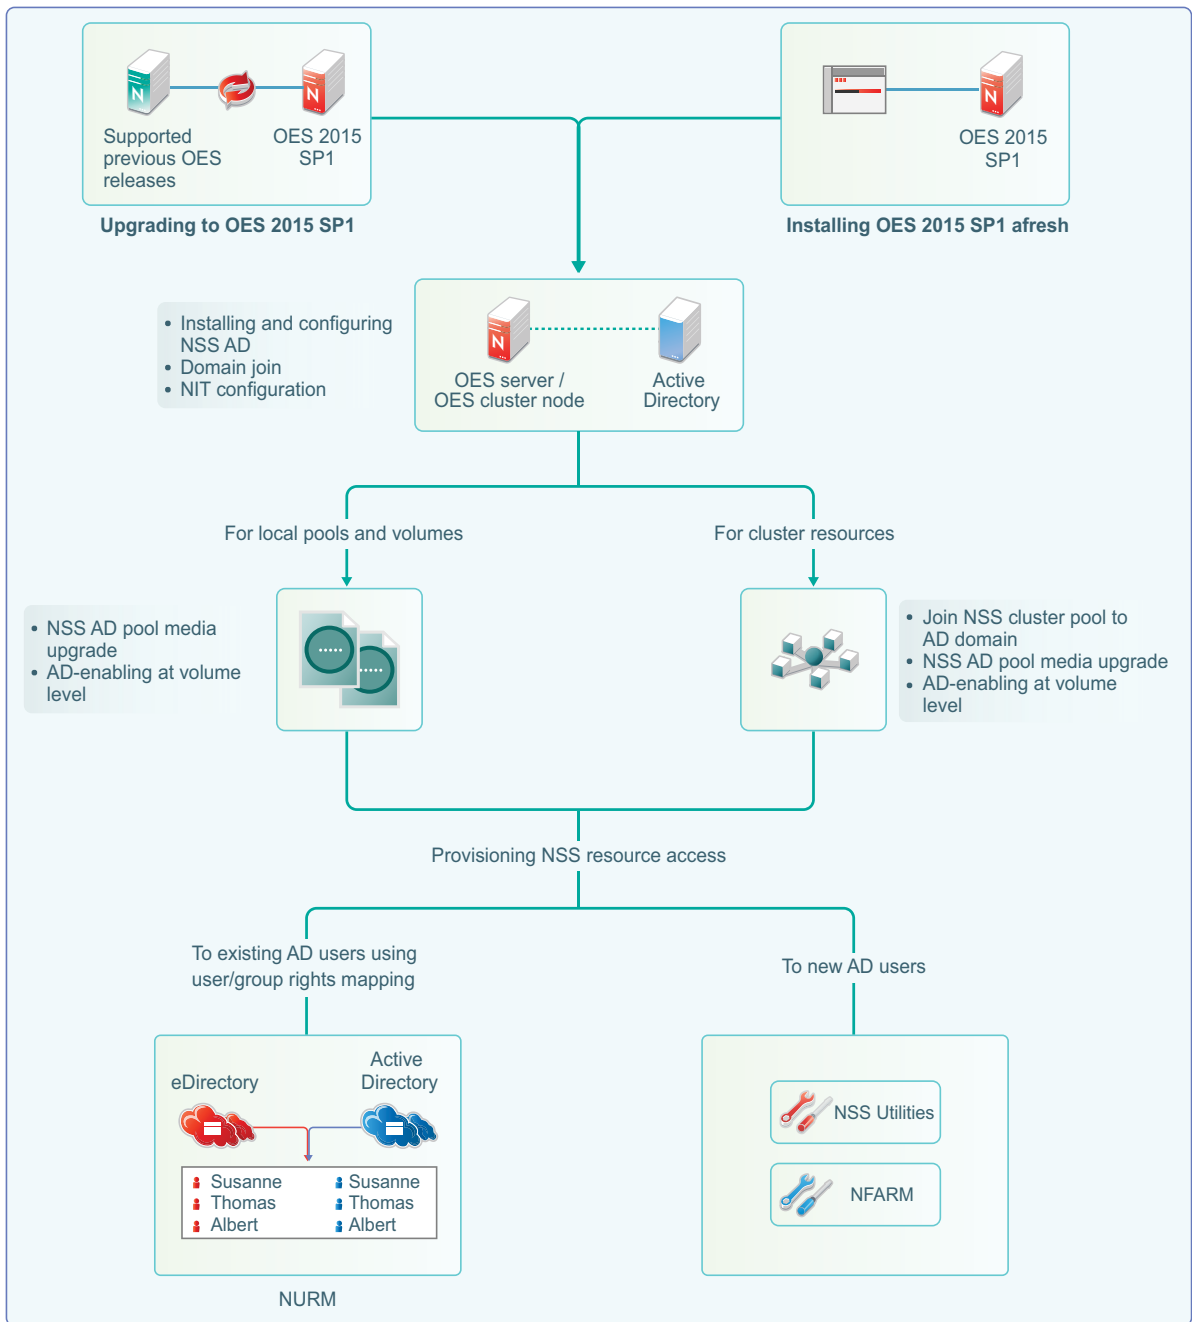 N
N
Supported
previous OES
releases
OES 2015
SP1
Upgrading to OES 2015 SP1
N
OES 2015
SP1
Installing OES 2015 SP1 afresh
• Installing and configuring
NSS AD
• Domain join
• NIT configuration
N
OES server /
OES cluster node
Active
Directory
For local pools and volumes
For cluster resources
• NSS AD pool media
upgrade
• AD-enabling at volume
level
• Join NSS cluster pool to
AD domain
• NSS AD pool media upgrade
• AD-enabling at volume
level
Provisioning NSS resource access
To existing AD users using
user/group rights mapping
To new AD users
eDirectory
Active
Directory
Susanne
Thomas
Albert
Susanne
Thomas
Albert
NURM
NSS Utilities
NFARM